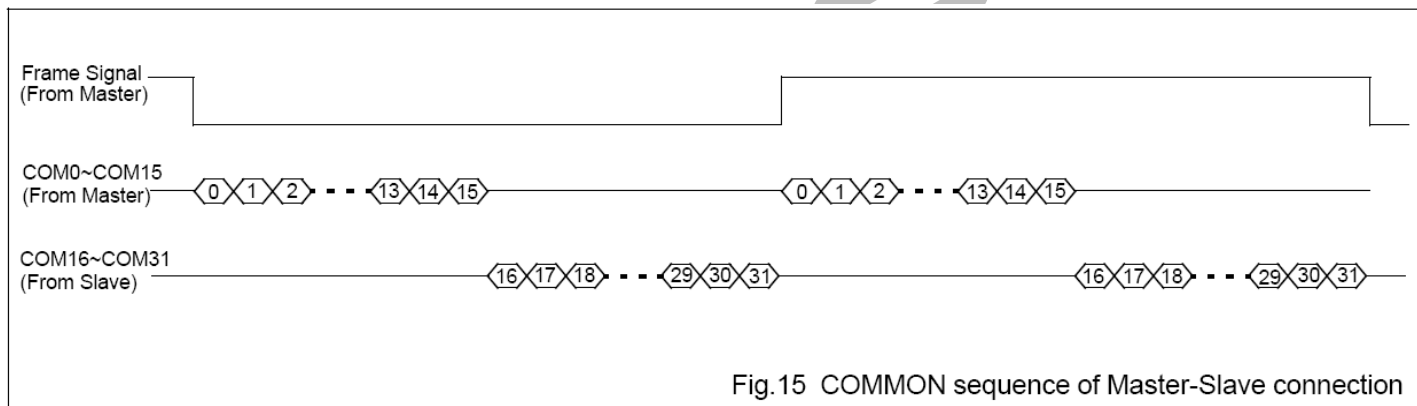 Frame Signal
(From Master)
COM0~COM15
(From Master)
0 1 2 13 14 15 0 1 2 13 14 15
COM16~COM31
(From Slave)
16 17 18 29 30 31 16 17 18 29 30 31
Fig.15 COMMON sequence of Master-Slave connection